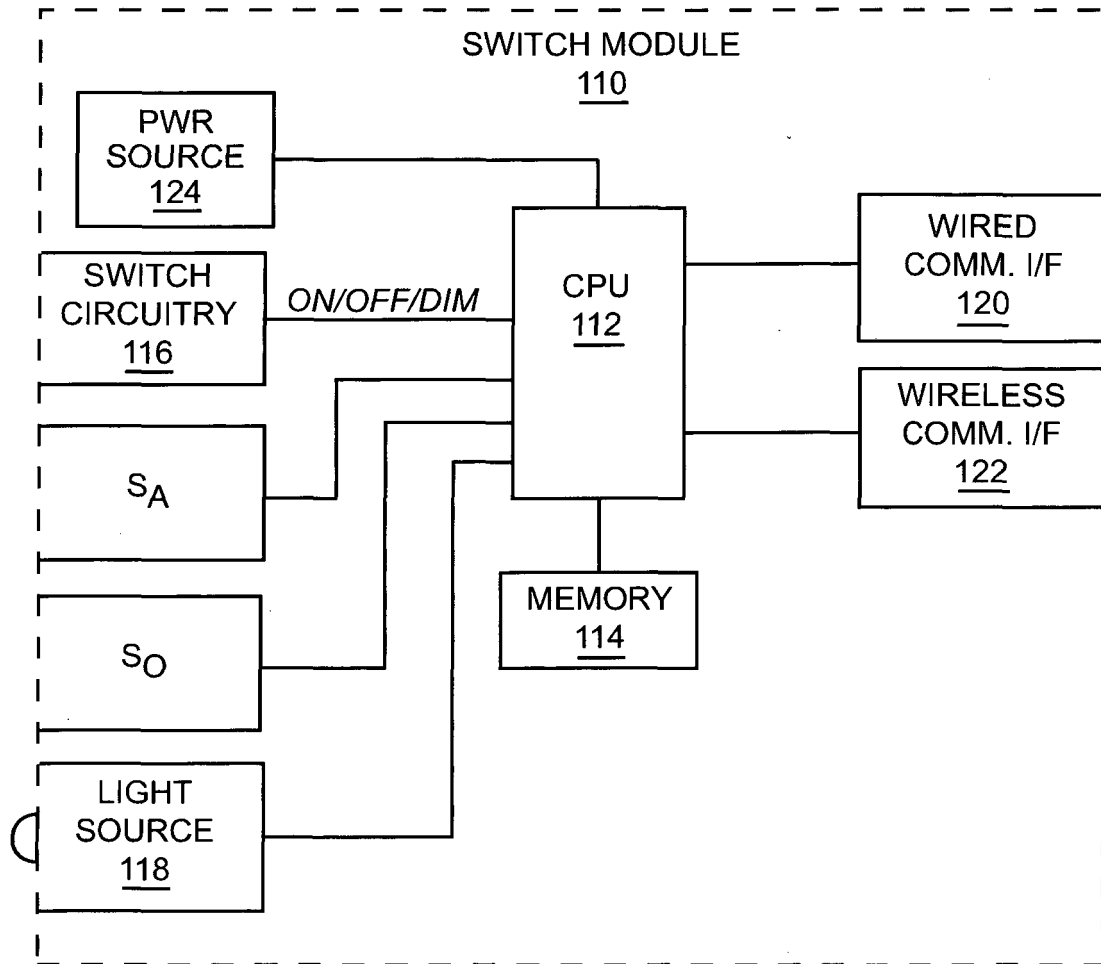 SWITCH MODULE
110
PWR
SOURCE
124
SWITCH
CIRCUITRY
116
ON/OFF/DIM
CPU
112
WIRED
COMM. I/F
120
WIRELESS
COMM. I/F
122
SA
SO
MEMORY
114
LIGHT
SOURCE
118